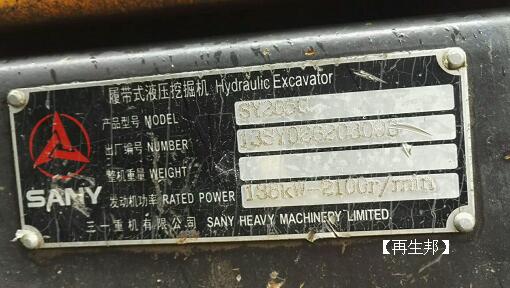 履带式液压挖掘机 Hydraulic Excavator
产品型号 MODEL
出厂编号 NUMBER
整机重量 WEIGHT
发动机功率 RATED POWER -2100r/min
SANY
三一重机有限公司 SANY HEAVY MACHINERY LIMITED
【再生邦】